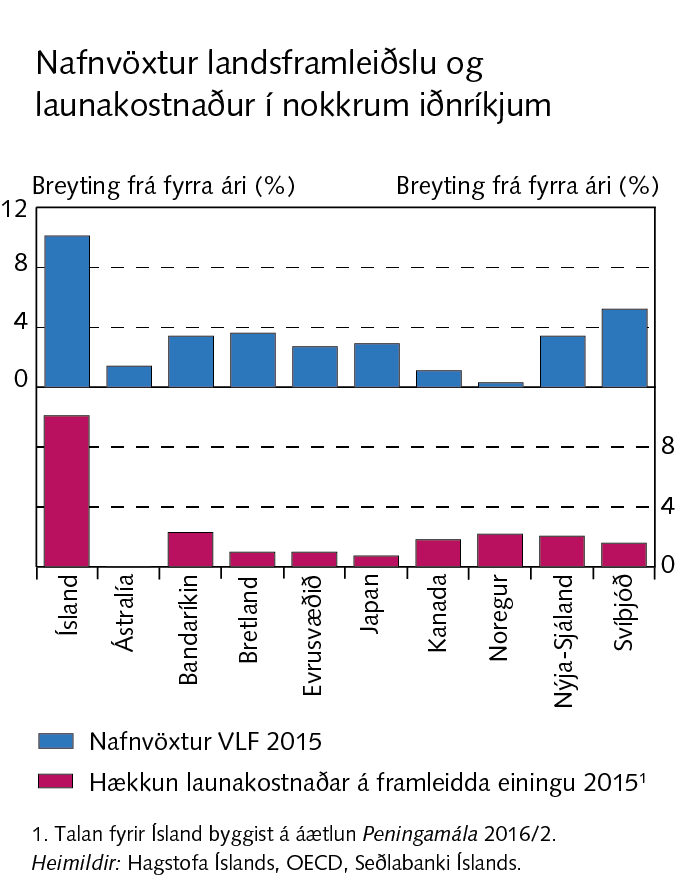 Nafnvöxtur landsframleiðslu og
launakostnaður í nokkrum iðnríkjum
Breyting frá fyrra ári (%)
Breyting frá fyrra ári (%)
12
8
4
0
8
4
0
Ísland
Ástralía
Bandaríkin
Bretland
Evrusvæðið
Japan
Kanada
Noregur
Nýja-Sjáland
Svíþjóð
Nafnvöxtur VLF 2015
Hækkun launakostnaðar á framleidda einingu 2015¹
1. Talan fyrir Ísland byggist á áætlun Peningamála 2016/2.
Heimildir: Hagstofa Íslands, OECD, Seðlabanki Íslands.